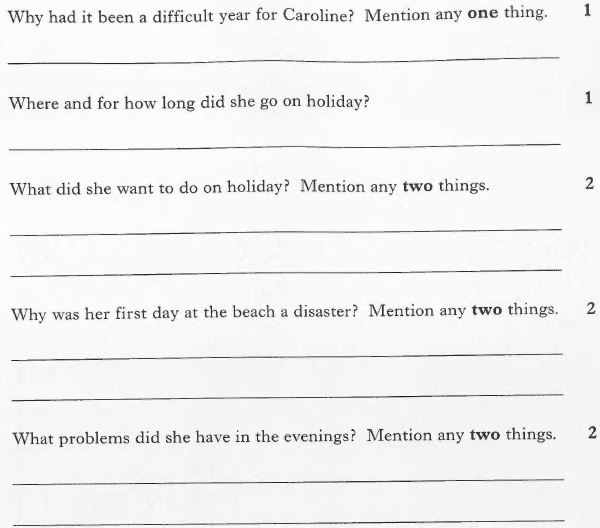 Why had it been a difficult year for Caroline? Mention any one thing. 1
Where and for how long did she go on holiday? 1
What did she want to do on holiday? Mention any two things. 2
Why was her first day at the beach a disaster? Mention any two things. 2
What problems did she have in the evenings? Mention any two things. 2